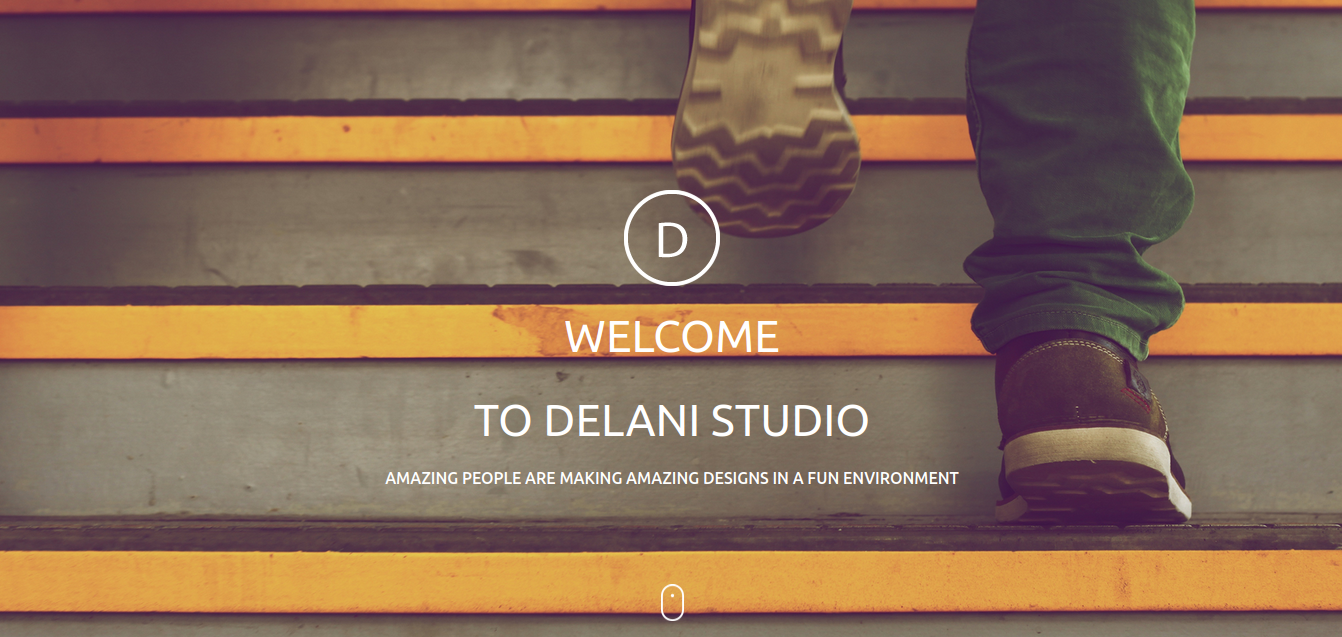 D
WELCOME
TO DELANI STUDIO
AMAZING PEOPLE ARE MAKING AMAZING DESIGNS IN A FUN ENVIRONMENT